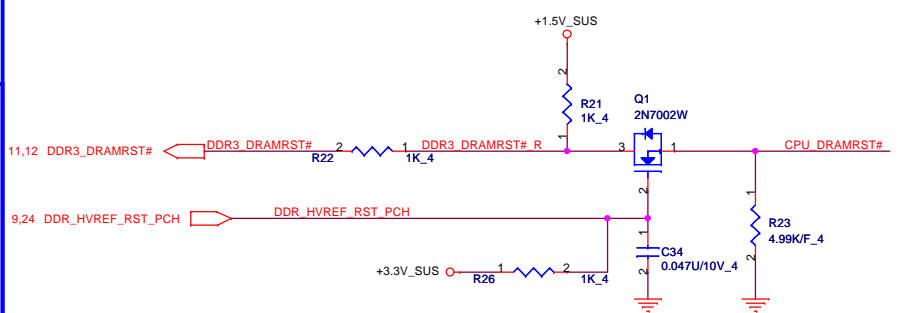 +1.5V_SUS
2
R21
1K_4
1
Q1
2N7002W
11,12 DDR3_DRAMRST#
DDR3_DRAMRST#
2
R22
1
1K_4
DDR3_DRAMRST#_R
3
1
CPU_DRAMRST#
2
9,24 DDR_HVREF_RST_PCH
DDR_HVREF_RST_PCH
1
R23
4.99K/F_4
2
1
C34
0.047U/10V_4
2
+3.3V_SUS
1
R26
2
1K_4